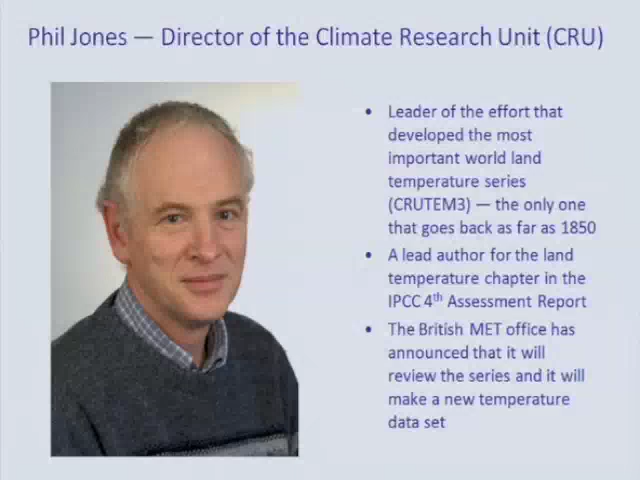 Phil Jones — Director of the Climate Research Unit (CRU)
• Leader of the effort that
developed the most
important world land
temperature series
(CRUTEM3) — the only one
that goes back as far as 1850
• A lead author for the land
temperature chapter in the
IPCC 4th Assessment Report
• The British MET office has
announced that it will
review the series and it will
make a new temperature
data set